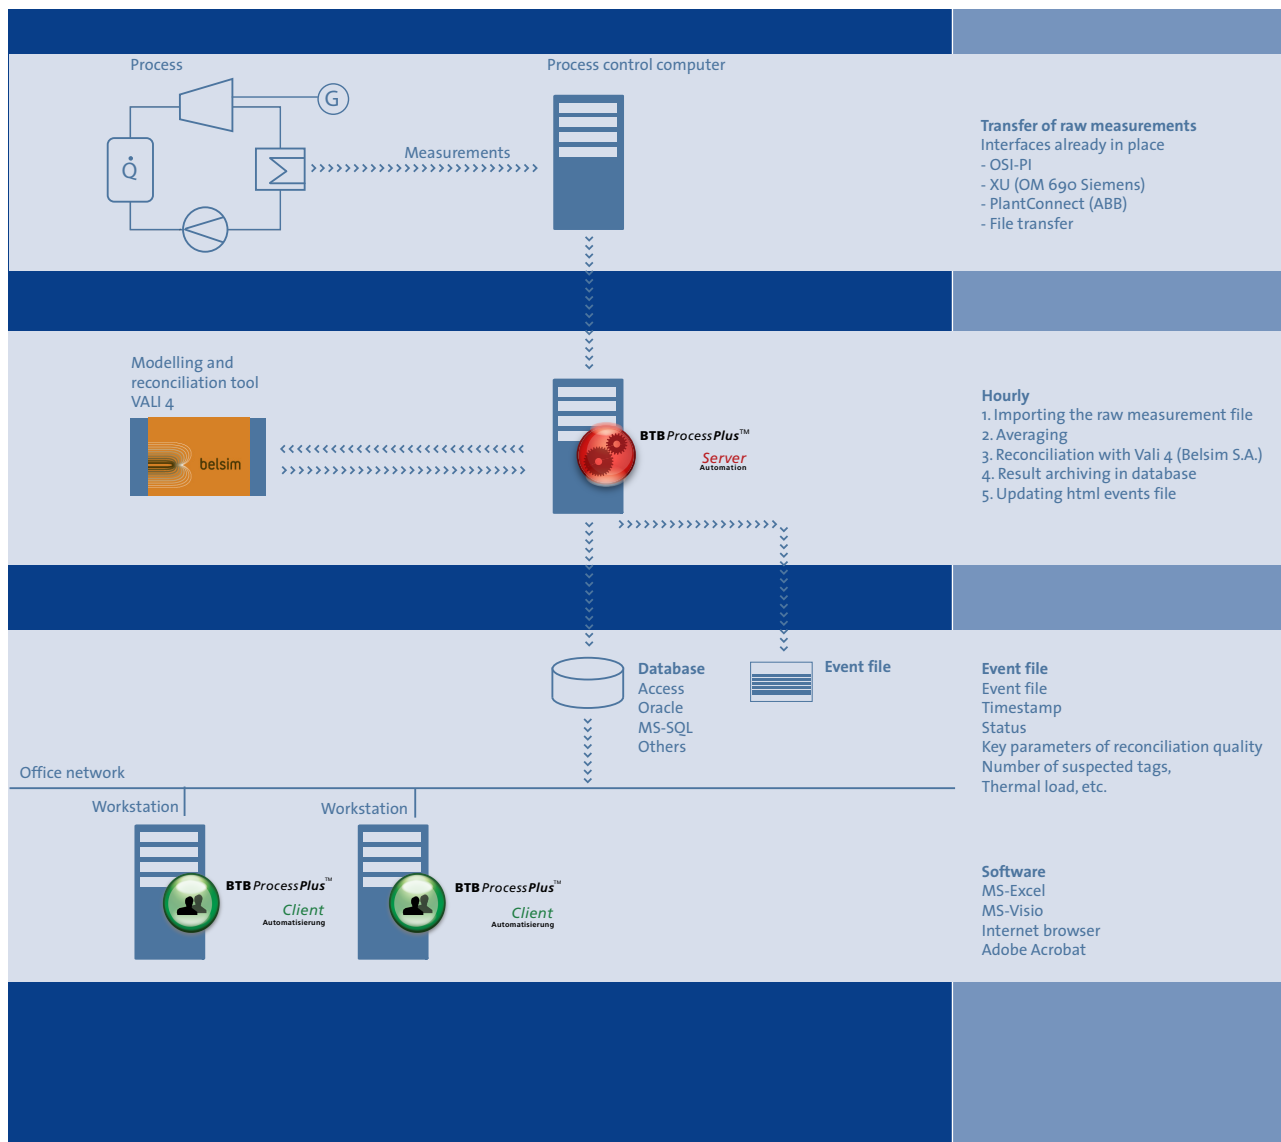 Process
Process control computer
G
Q̇
Measurements
Transfer of raw measurements
Interfaces already in place
- OSI-PI
- XU (OM 690 Siemens)
- PlantConnect (ABB)
- File transfer
Modelling and
reconciliation tool
VALI 4
belsim
BTB ProcessPlus™
Server
Automation
Hourly
1. Importing the raw measurement file
2. Averaging
3. Reconciliation with Vali 4 (Belsim S.A.)
4. Result archiving in database
5. Updating html events file
Database
Access
Oracle
MS-SQL
Others
Event file
Event file
Event file
Timestamp
Status
Key parameters of reconciliation quality
Number of suspected tags,
Thermal load, etc.
Office network
Workstation
Workstation
BTB ProcessPlus™
Client
Automatisierung
BTB ProcessPlus™
Client
Automatisierung
Software
MS-Excel
MS-Visio
Internet browser
Adobe Acrobat